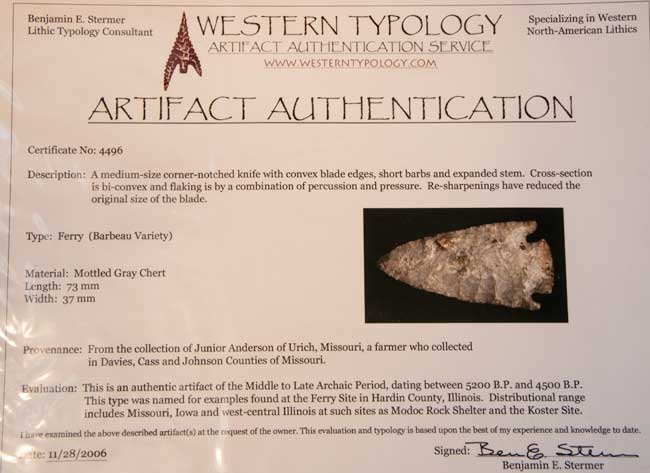 Benjamin E. Stermer
Lithic Typology Consultant
WESTERN TYPOLOGY
ARTIFACT AUTHENTICATION SERVICE
WWW.WESTERNTYPOLOGY.COM
Specializing in Western
North-American Lithics
ARTIFACT AUTHENTICATION
Certificate No: 4496
Description: A medium-size corner-notched knife with convex blade edges, short barbs and expanded stem. Cross-section
is bi-convex and flaking is by a combination of percussion and pressure. Re-sharpenings have reduced the
original size of the blade.
Type: Ferry (Barbeau Variety)
Material: Mottled Gray Chert
Length: 73 mm
Width: 37 mm
Provenance: From the collection of Junior Anderson of Urich, Missouri, a farmer who collected
in Davies, Cass and Johnson Counties of Missouri.
Evaluation: This is an authentic artifact of the Middle to Late Archaic Period, dating between 5200 B.P. and 4500 B.P.
This type was named for examples found at the Ferry Site in Hardin County, Illinois. Distributional range
includes Missouri, Iowa and west-central Illinois at such sites as Modoc Rock Shelter and the Koster Site.
I have examined the above described artifact(s) at the request of the owner. This evaluation and typology is based upon the best of my experience and knowledge to date.
Date: 11/28/2006
Signed: Ben E. Sterm
Benjamin E. Stermer